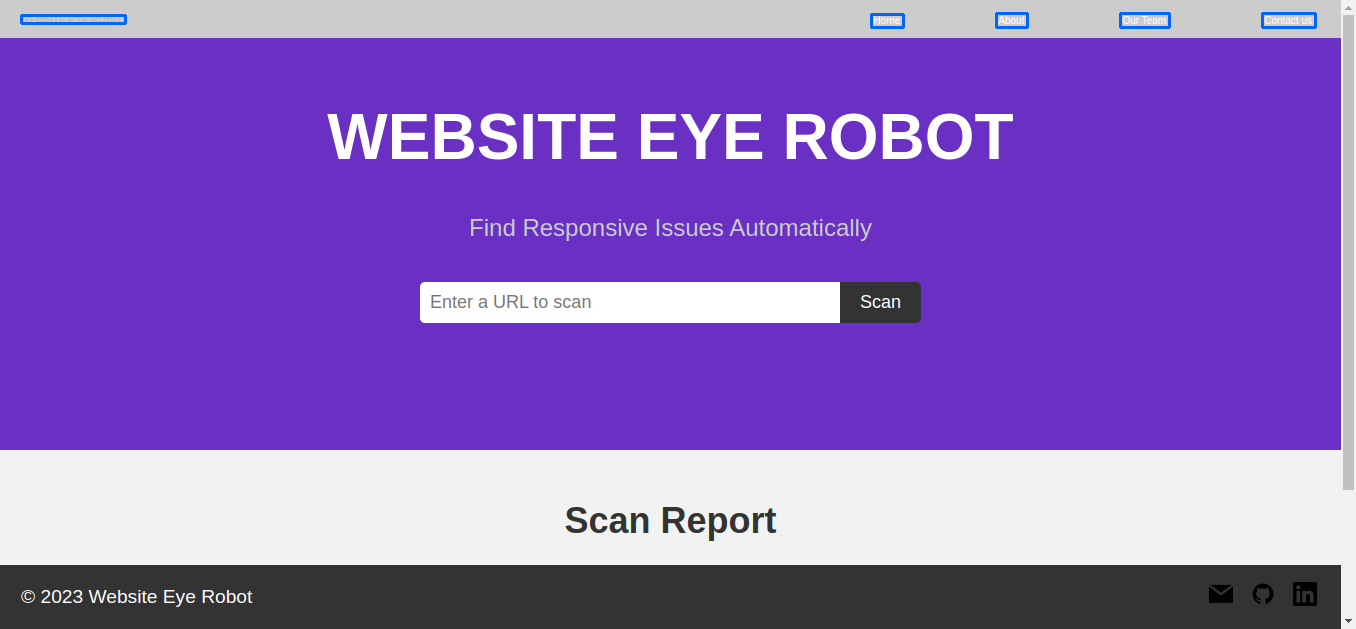 Home About Our Team Contact us
WEBSITE EYE ROBOT
Find Responsive Issues Automatically
Enter a URL to scan Scan
Scan Report
© 2023 Website Eye Robot